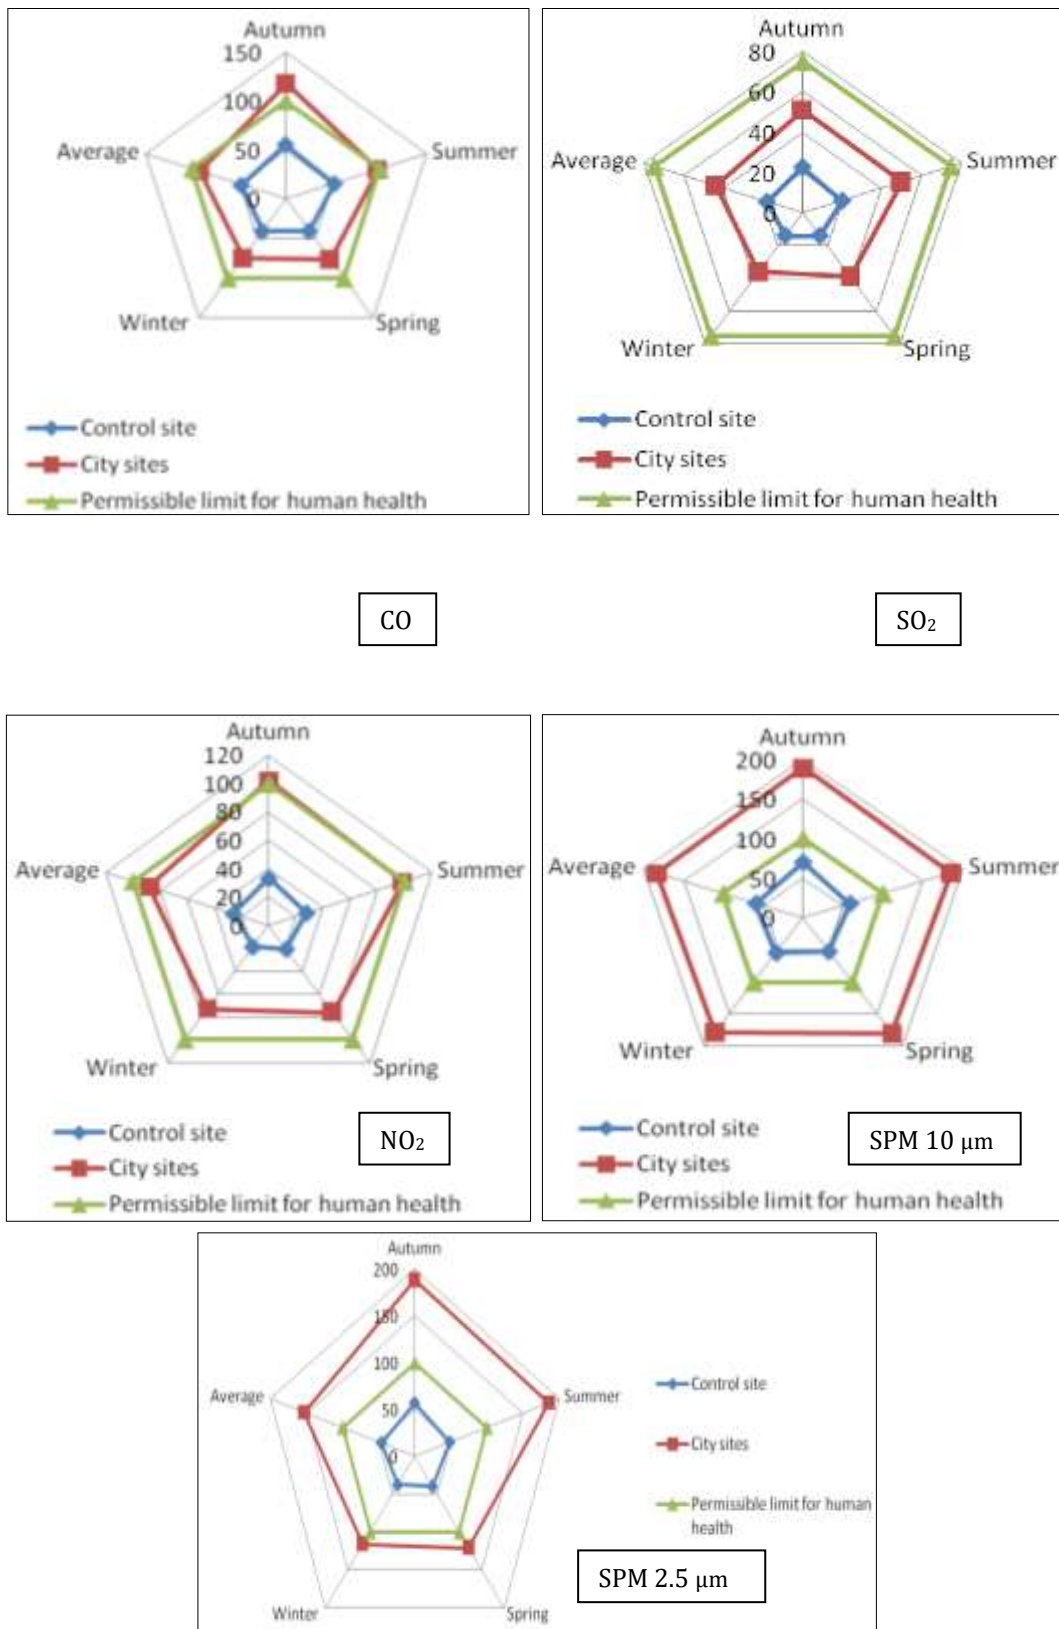 Autumn
150
100
50
0
Average
Summer
Winter
Spring
Control site
City sites
Permissible limit for human health
Autumn
80
60
40
20
0
Average
Summer
Winter
Spring
Control site
City sites
Permissible limit for human health
CO
SO₂
Autumn
120
100
80
60
40
20
0
Average
Summer
Winter
Spring
Control site
City sites
Permissible limit for human health
NO₂
Autumn
200
150
100
50
0
Average
Summer
Winter
Spring
Control site
City sites
Permissible limit for human health
SPM 10 μm
Autumn
200
150
100
50
0
Average
Summer
Winter
Spring
Control site
City sites
Permissible limit for human
health
SPM 2.5 μm